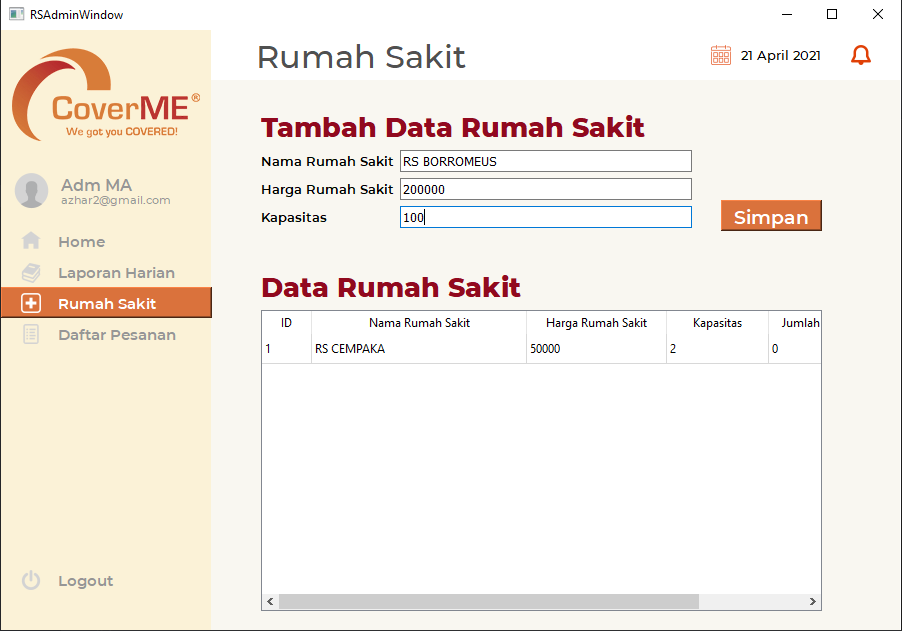 RSAdminWindow
CoverME®
We got you COVERED!
Adm MA
azhar2@gmail.com
Home
Laporan Harian
Rumah Sakit
Daftar Pesanan
Logout
Rumah Sakit
21 April 2021
Tambah Data Rumah Sakit
Nama Rumah Sakit RS BORROMEUS
Harga Rumah Sakit 200000
Kapasitas 100
Simpan
Data Rumah Sakit
ID Nama Rumah Sakit Harga Rumah Sakit Kapasitas Jumlah
1 RS CEMPAKA 50000 2 0